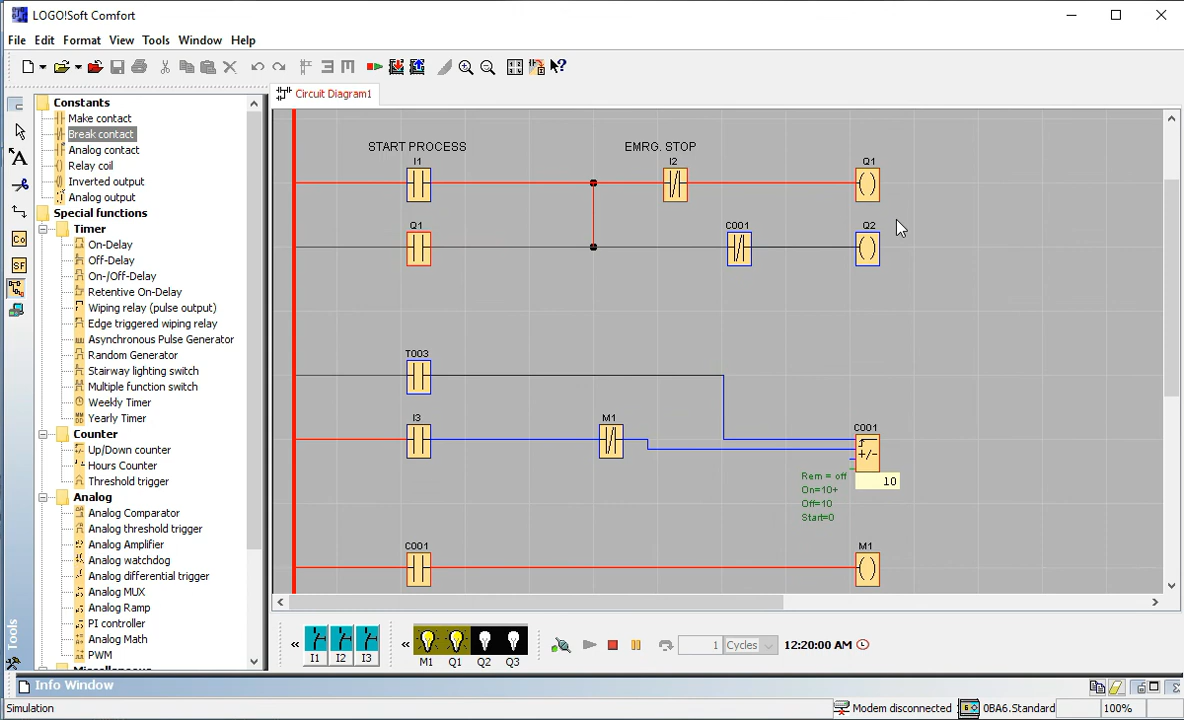 LOGO!Soft Comfort
File Edit Format View Tools Window Help
Circuit Diagram1
Constants
Make contact
Break contact
Analog contact
Relay coil
Inverted output
Analog output
Special functions
Timer
On-Delay
Off-Delay
On-/Off-Delay
Retentive On-Delay
Wiping relay (pulse output)
Edge triggered wiping relay
Asynchronous Pulse Generator
Random Generator
Stairway lighting switch
Multiple function switch
Weekly Timer
Yearly Timer
Counter
Up/Down counter
Hours Counter
Threshold trigger
Analog
Analog Comparator
Analog threshold trigger
Analog Amplifier
Analog watchdog
Analog differential trigger
Analog MUX
Analog Ramp
PI controller
Analog Math
PWM
Co
SF
Tools
START PROCESS EMRG. STOP
I1 I2 Q1
Q1 C001 Q2
T003
I3 M1 C001
+/-
10
Rem = off
On=10+
Off=10
Start=0
C001 M1
« I1 I2 I3 « M1 Q1 Q2 Q3 1 Cycles 12:20:00 AM
Info Window
Simulation Modem disconnected 0BA6.Standard 100%